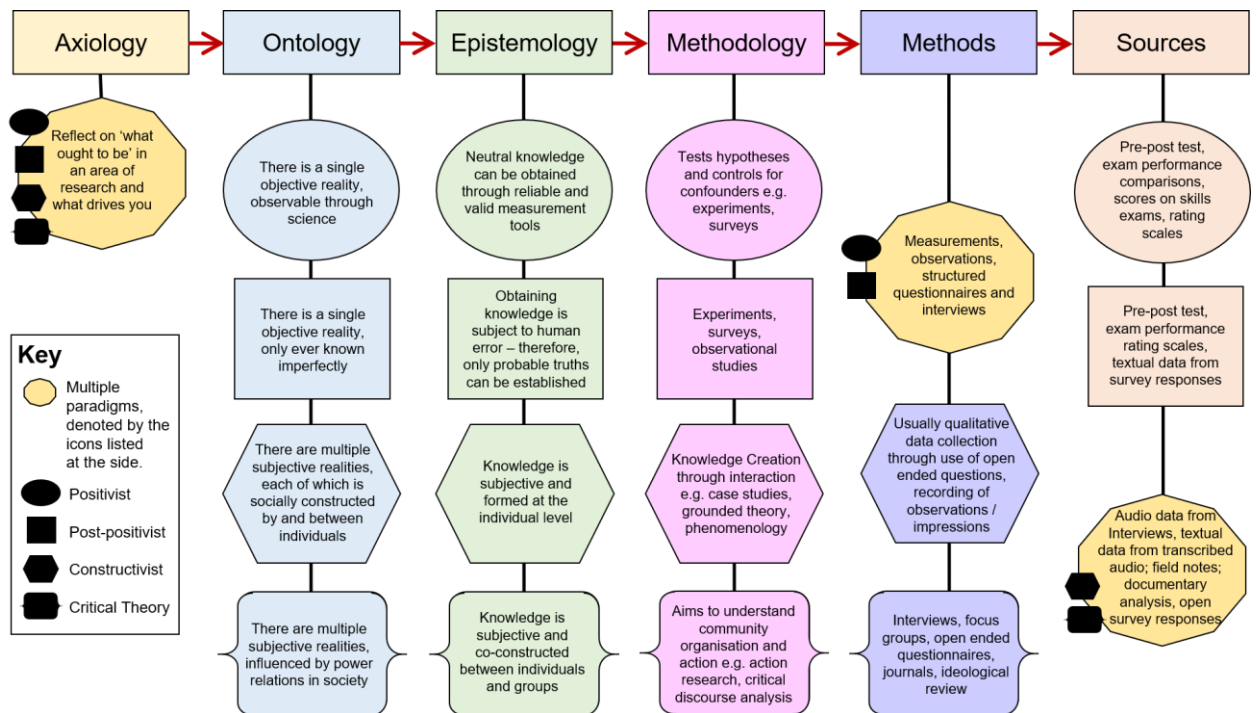 Axiology
Ontology
Epistemology
Methodology
Methods
Sources
Reflect on ‘what
ought to be’ in
an area of
research and
what drives you
Key
Multiple
paradigms,
denoted by the
icons listed
at the side.
Positivist
Post-positivist
Constructivist
Critical Theory
There is a single
objective reality,
observable through
science
There is a single
objective reality,
only ever known
imperfectly
There are multiple
subjective realities,
each of which is
socially constructed
by and between
individuals
There are multiple
subjective realities,
influenced by power
relations in society
Neutral knowledge
can be obtained
through reliable and
valid measurement
tools
Obtaining
knowledge is
subject to human
error – therefore,
only probable truths
can be established
Knowledge is
subjective and
formed at the
individual level
Knowledge is
subjective and
co-constructed
between individuals
and groups
Tests hypotheses
and controls for
confounders e.g.
experiments,
surveys
Experiments,
surveys,
observational
studies
Knowledge Creation
through interaction
e.g. case studies,
grounded theory,
phenomenology
Aims to understand
community
organisation and
action e.g. action
research, critical
discourse analysis
Measurements,
observations,
structured
questionnaires and
interviews
Usually qualitative
data collection
through use of open
ended questions,
recording of
observations /
impressions
Interviews, focus
groups, open ended
questionnaires,
journals, ideological
review
Pre-post test,
exam performance
comparisons,
scores on skills
exams, rating
scales
Pre-post test,
exam performance
rating scales,
textual data from
survey responses
Audio data from
Interviews, textual
data from transcribed
audio; field notes;
documentary
analysis, open
survey responses